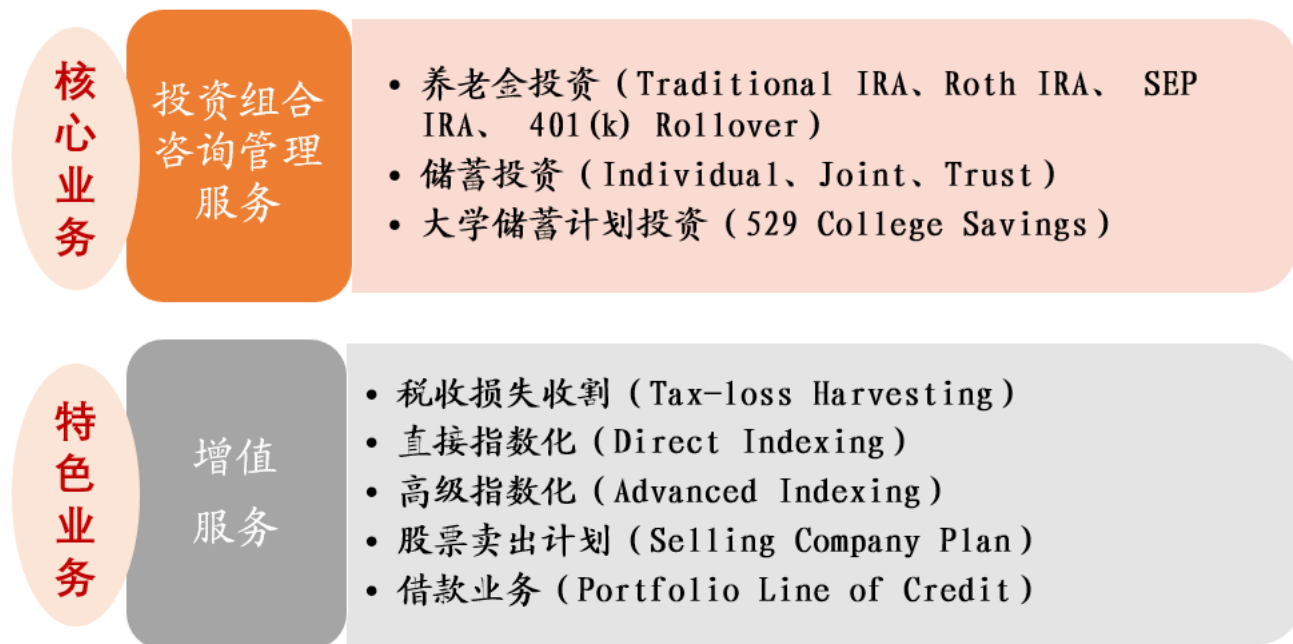 核心业务
投资组合
咨询管理
服务
• 养老金投资（Traditional IRA、Roth IRA、 SEP
IRA、 401(k) Rollover）
• 储蓄投资（Individual、Joint、Trust）
• 大学储蓄计划投资（529 College Savings）
特色业务
增值
服务
• 税收损失收割（Tax-loss Harvesting）
• 直接指数化（Direct Indexing）
• 高级指数化（Advanced Indexing）
• 股票卖出计划（Selling Company Plan）
• 借款业务（Portfolio Line of Credit）